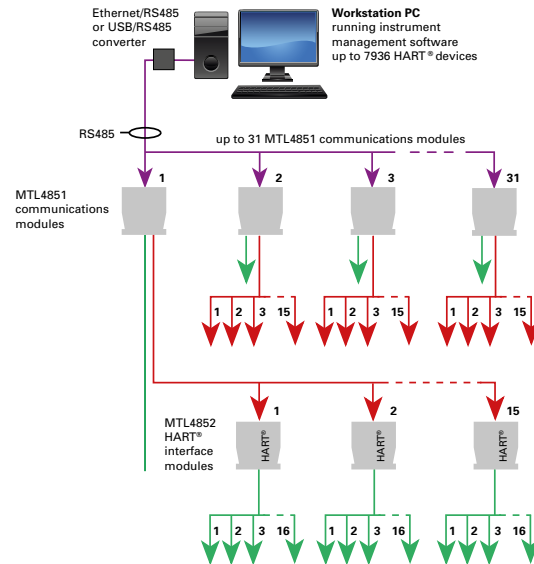 Ethernet/RS485
or USB/RS485
converter
Workstation PC
running instrument
management software
up to 7936 HART® devices
RS485
up to 31 MTL4851 communications modules
1
2
3
31
MTL4851
communications
modules
1 2 3 15
1 2 3 15
1 2 3 15
1
2
15
MTL4852
HART®
interface
modules
HART®
HART®
HART®
1 2 3 16
1 2 3 16
1 2 3 16